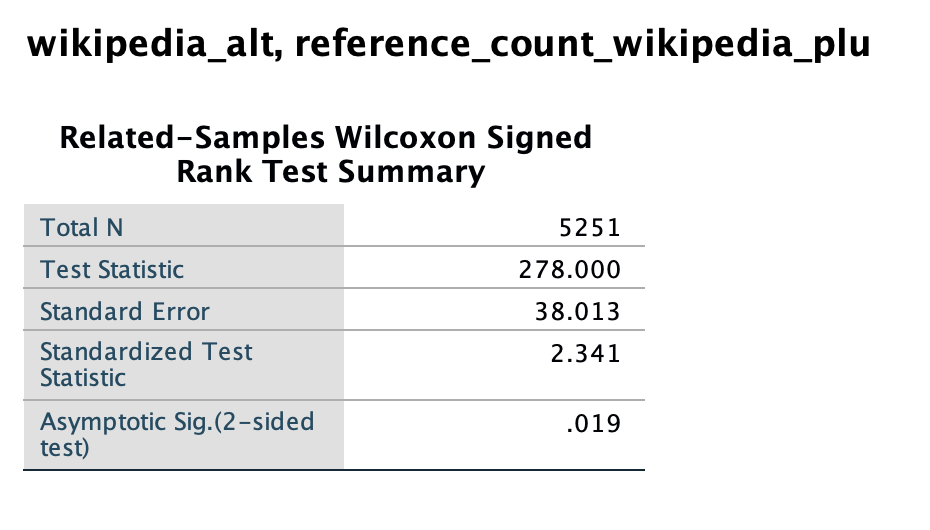 wikipedia_alt, reference_count_wikipedia_plu
Related-Samples Wilcoxon Signed
Rank Test Summary
Total N 5251
Test Statistic 278.000
Standard Error 38.013
Standardized Test 2.341
Statistic
Asymptotic Sig.(2-sided .019
test)